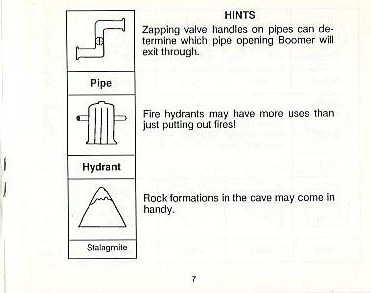 HINTS
Zapping valve handles on pipes can de-
termine which pipe opening Boomer will
exit through.
Pipe
Fire hydrants may have more uses than
just putting out fires!
Hydrant
Rock formations in the cave may come in
handy.
Stalagmite
7